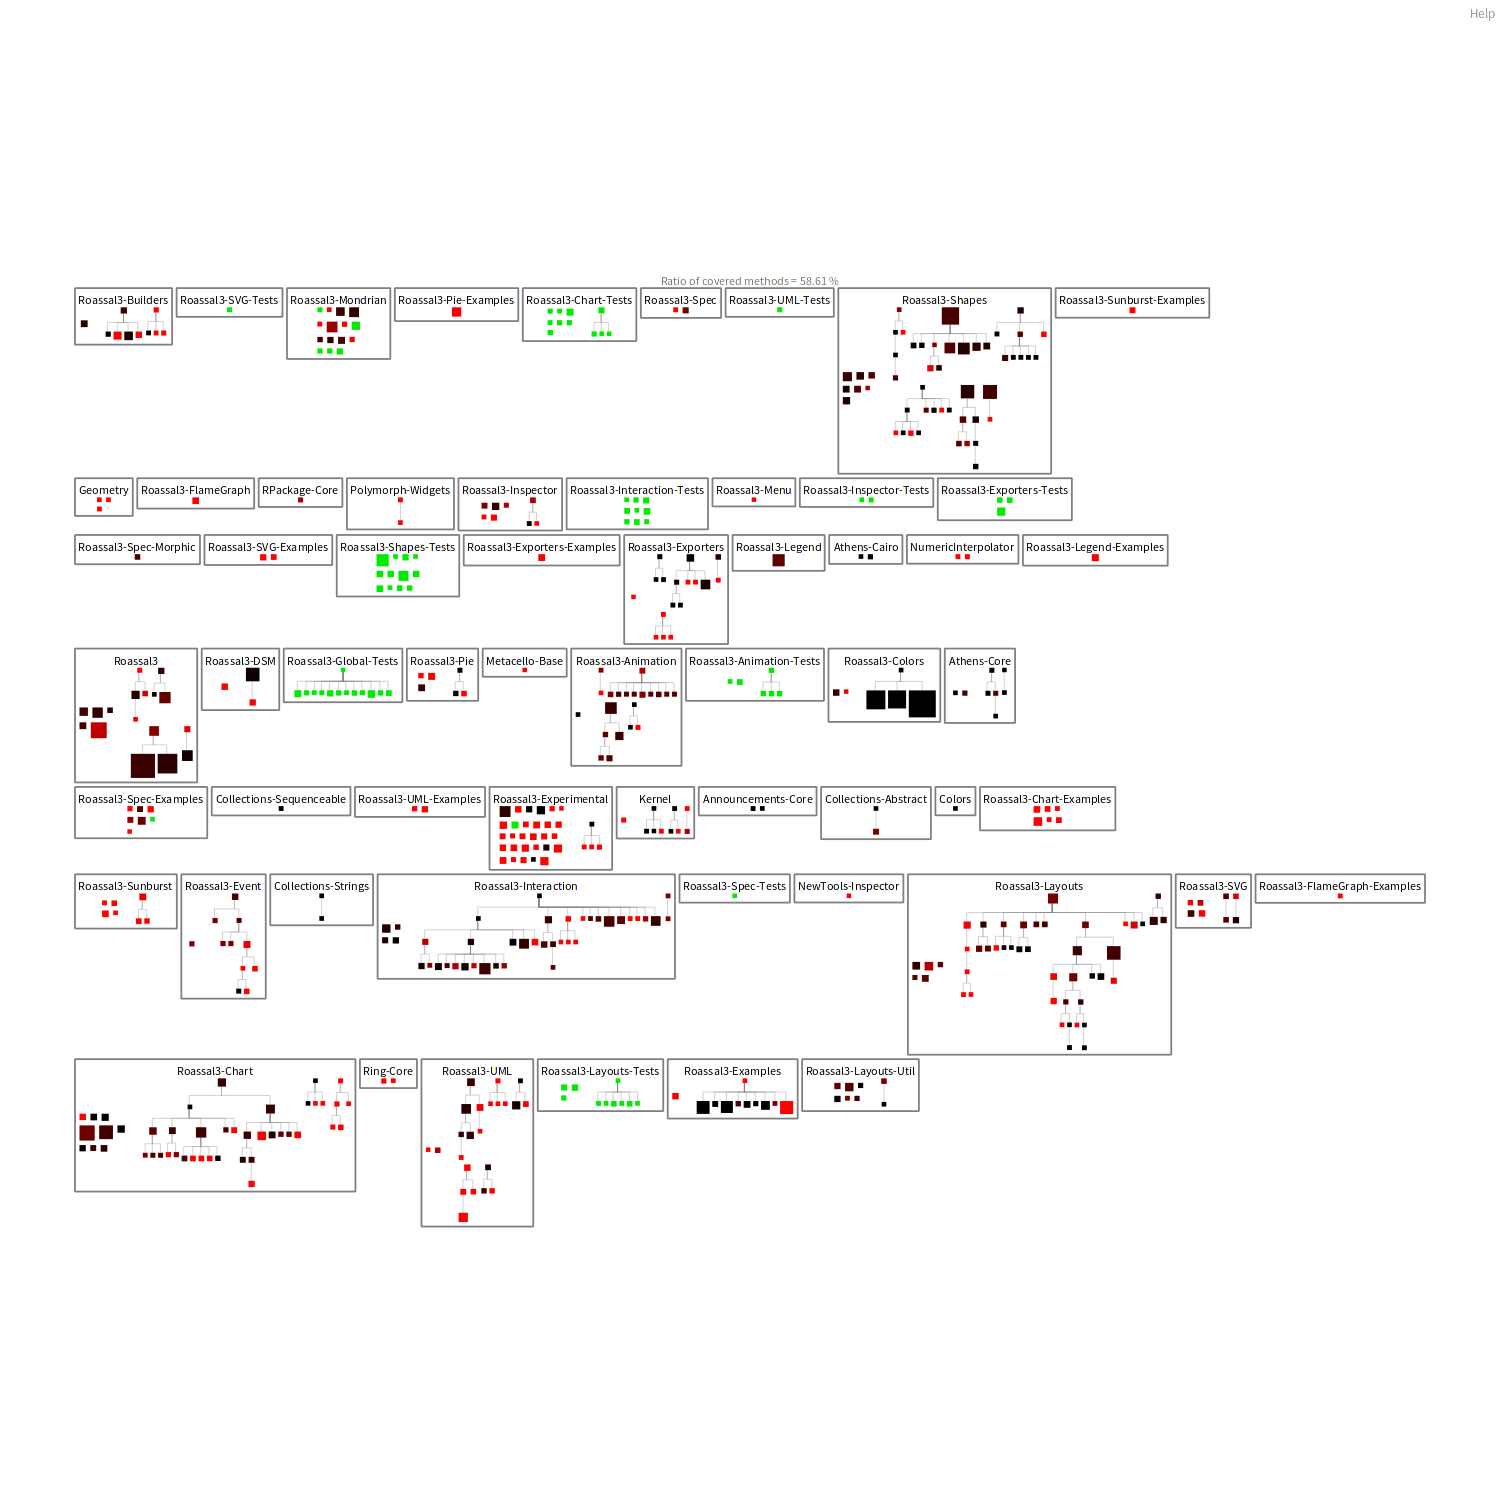 Help
Ratio of covered methods = 58.61 %
Roassal3-Builders
Roassal3-SVG-Tests
Roassal3-Mondrian
Roassal3-Pie-Examples
Roassal3-Chart-Tests
Roassal3-Spec
Roassal3-UML-Tests
Roassal3-Shapes
Roassal3-Sunburst-Examples
Geometry
Roassal3-FlameGraph
RPackage-Core
Polymorph-Widgets
Roassal3-Inspector
Roassal3-Interaction-Tests
Roassal3-Menu
Roassal3-Inspector-Tests
Roassal3-Exporters-Tests
Roassal3-Spec-Morphic
Roassal3-SVG-Examples
Roassal3-Shapes-Tests
Roassal3-Exporters-Examples
Roassal3-Exporters
Roassal3-Legend
Athens-Cairo
NumericInterpolator
Roassal3-Legend-Examples
Roassal3
Roassal3-DSM
Roassal3-Global-Tests
Roassal3-Pie
Metacello-Base
Roassal3-Animation
Roassal3-Animation-Tests
Roassal3-Colors
Athens-Core
Roassal3-Spec-Examples
Collections-Sequenceable
Roassal3-UML-Examples
Roassal3-Experimental
Kernel
Announcements-Core
Collections-Abstract
Colors
Roassal3-Chart-Examples
Roassal3-Sunburst
Roassal3-Event
Collections-Strings
Roassal3-Interaction
Roassal3-Spec-Tests
NewTools-Inspector
Roassal3-Layouts
Roassal3-SVG
Roassal3-FlameGraph-Examples
Roassal3-Chart
Ring-Core
Roassal3-UML
Roassal3-Layouts-Tests
Roassal3-Examples
Roassal3-Layouts-Util